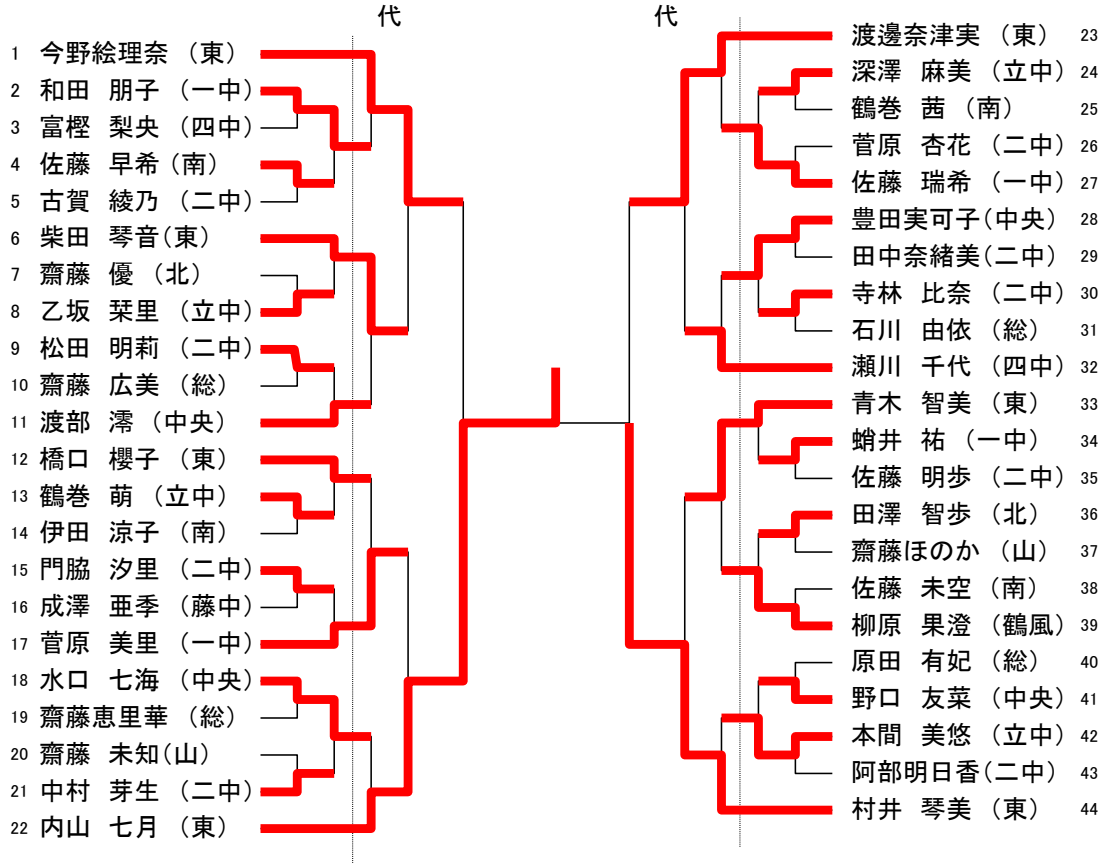 代
1 今野絵理奈 （東）
2 和田 朋子 （一中）
3 富樫 梨央 （四中）
4 佐藤 早希（南）
5 古賀 綾乃 （二中）
6 柴田 琴音（東）
7 齋藤 優 （北）
8 乙坂 栞里 （立中）
9 松田 明莉 （二中）
10 齋藤 広美 （総）
11 渡部 澪 （中央）
12 橋口 櫻子 （東）
13 鶴巻 萌 （立中）
14 伊田 涼子 （南）
15 門脇 汐里 （二中）
16 成澤 亜季 （藤中）
17 菅原 美里 （一中）
18 水口 七海 （中央）
19 齋藤恵里華 （総）
20 齋藤 未知（山）
21 中村 芽生 （二中）
22 内山 七月 （東）
代
渡邊奈津実 （東） 23
深澤 麻美 （立中） 24
鶴巻 茜 （南） 25
菅原 杏花 （二中） 26
佐藤 瑞希 （一中） 27
豊田実可子（中央） 28
田中奈緒美（二中） 29
寺林 比奈 （二中） 30
石川 由依 （総） 31
瀬川 千代 （四中） 32
青木 智美 （東） 33
蛸井 祐 （一中） 34
佐藤 明歩 （二中） 35
田澤 智歩 （北） 36
齋藤ほのか （山） 37
佐藤 未空 （南） 38
柳原 果澄 （鶴風） 39
原田 有妃 （総） 40
野口 友菜 （中央） 41
本間 美悠 （立中） 42
阿部明日香（二中） 43
村井 琴美 （東） 44